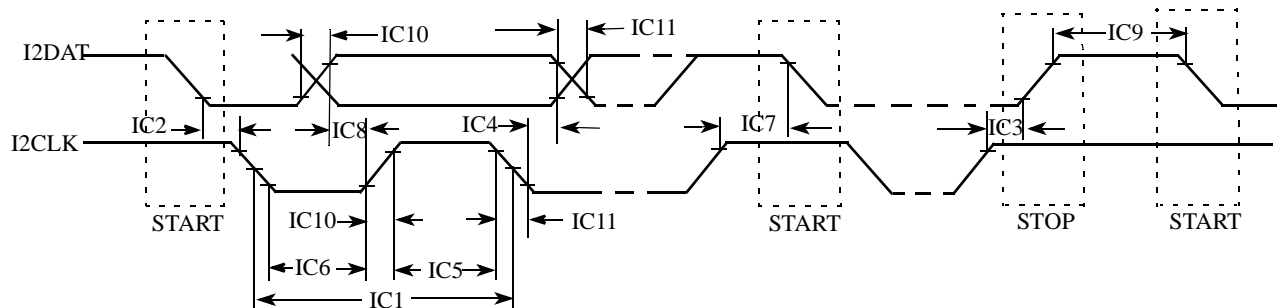 IC10
IC11
IC9
I2DAT
IC2
IC8
IC4
IC7
IC3
I2CLK
START
IC10
IC11
START
STOP
START
IC6
IC5
IC1